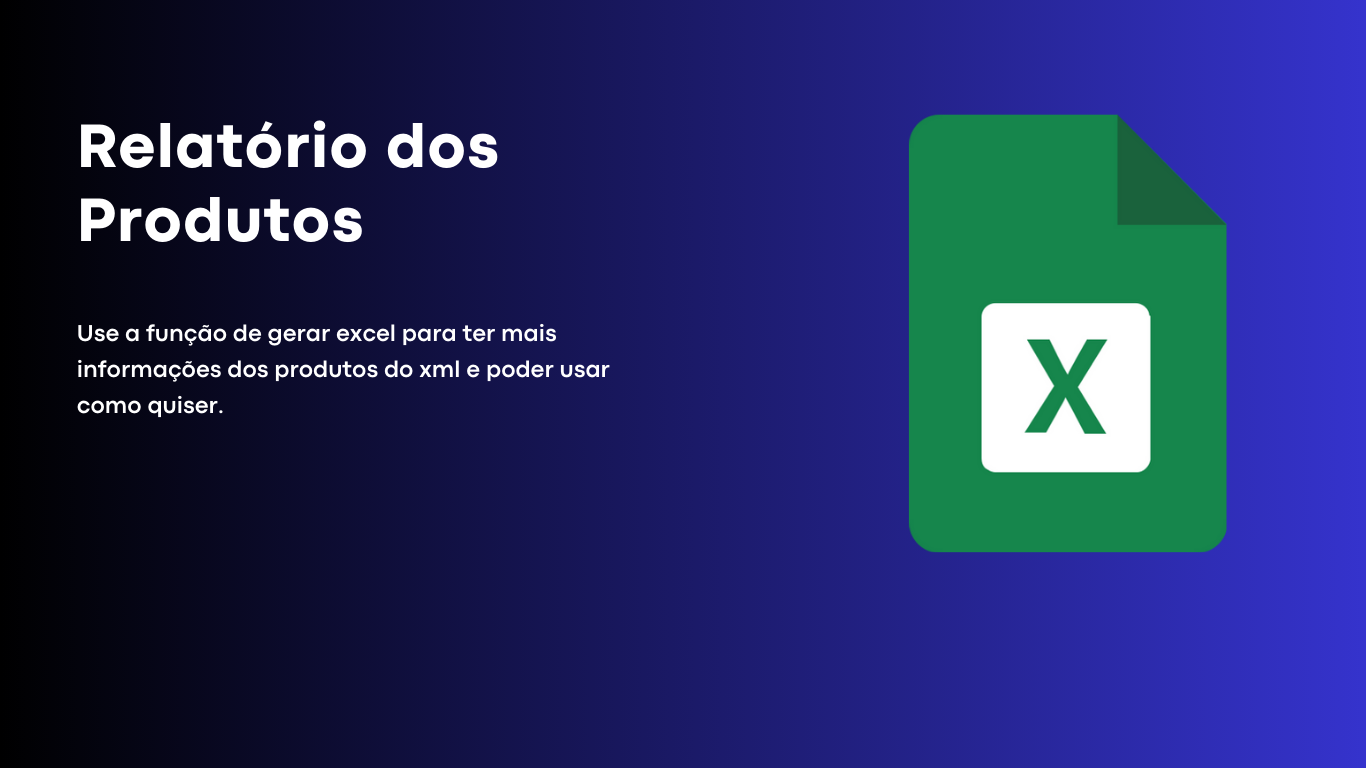 Relatório dos
Produtos
Use a função de gerar excel para ter mais
informações dos produtos do xml e poder usar
como quiser.
X